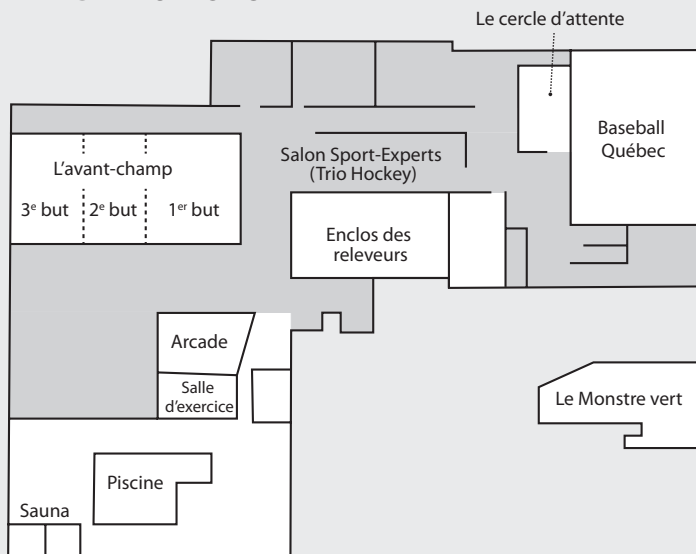 Le cercle d'attente
Baseball
Québec
L'avant-champ
3e but
2e but
1er but
Salon Sport-Experts
(Trio Hockey)
Enclos des
releveurs
Arcade
Salle
d'exercice
Le Monstre vert
Piscine
Sauna